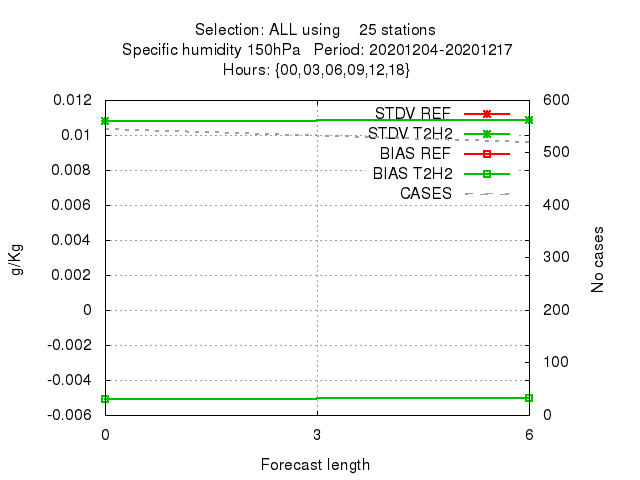 Selection: ALL using    25 stations
Specific humidity 150hPa   Period: 20201204-20201217
Hours: {00,03,06,09,12,18}
0.012
0.01
0.008
0.006
0.004
0.002
0
-0.002
-0.004
-0.006
g/Kg
STDV REF
STDV T2H2
BIAS REF
BIAS T2H2
CASES
600
500
400
300
200
100
0
No cases
0 3 6
Forecast length